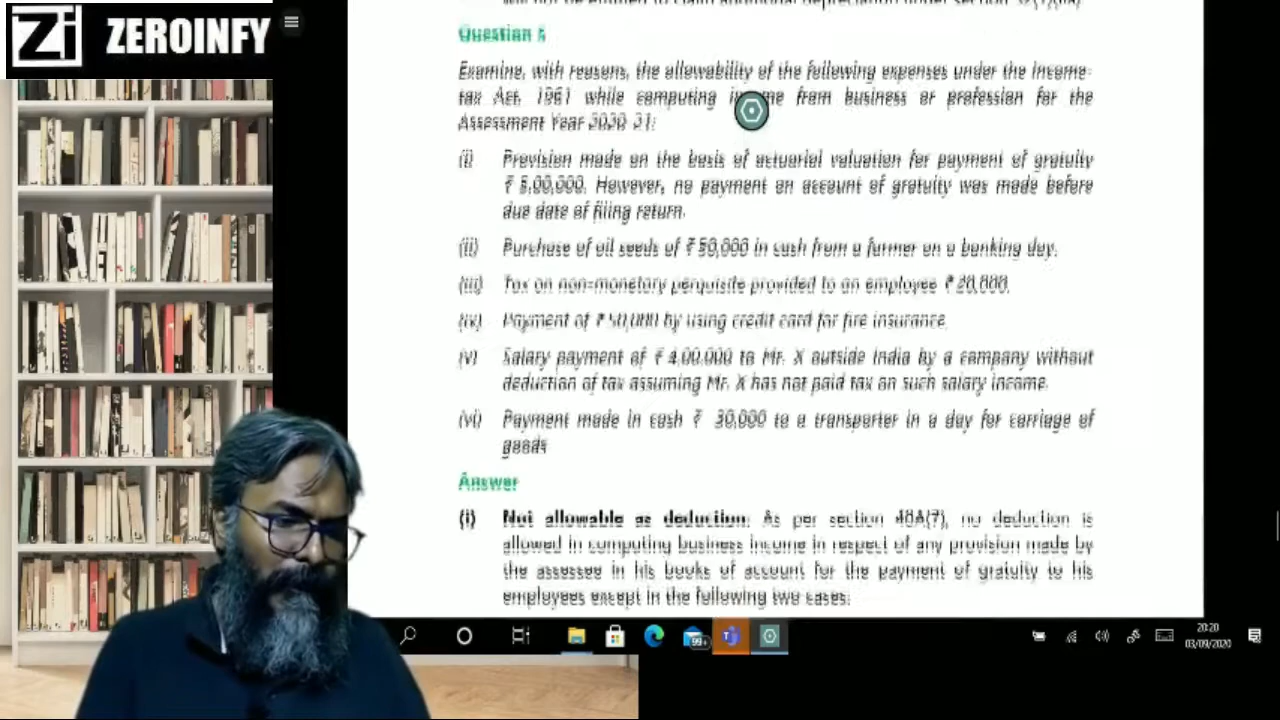 ZEROINFY
Question 5
Examine, with reasons, the allowability of the following expenses under the Income-
tax Act, 1961 while computing income from business or profession for the
Assessment Year 2020-21:
(i) Provision made on the basis of actuarial valuation for payment of gratuity
₹ 5,00,000. However, no payment on account of gratuity was made before
due date of filing return.
(ii) Purchase of oil seeds of ₹ 50,000 in cash from a farmer on a banking day.
(iii) Tax on non-monetary perquisite provided to an employee ₹ 20,000.
(iv) Payment of ₹ 50,000 by using credit card for fire insurance.
(v) Salary payment of ₹ 4,00,000 to Mr. X outside India by a company without
deduction of tax assuming Mr. X has not paid tax on such salary income.
(vi) Payment made in cash ₹ 30,000 to a transporter in a day for carriage of
goods
Answer
(i) Not allowable as deduction: As per section 40A(7), no deduction is
allowed in computing business income in respect of any provision made by
the assessee in his books of account for the payment of gratuity to his
employees except in the following two cases:
99+
20:20
03/09/2020